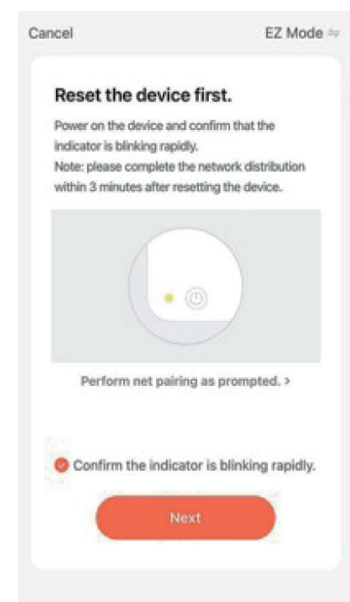 Cancel
EZ Mode ⇋
Reset the device first.
Power on the device and confirm that the
indicator is blinking rapidly.
Note: please complete the network distribution
within 3 minutes after resetting the device.
Perform net pairing as prompted. >
Confirm the indicator is blinking rapidly.
Next